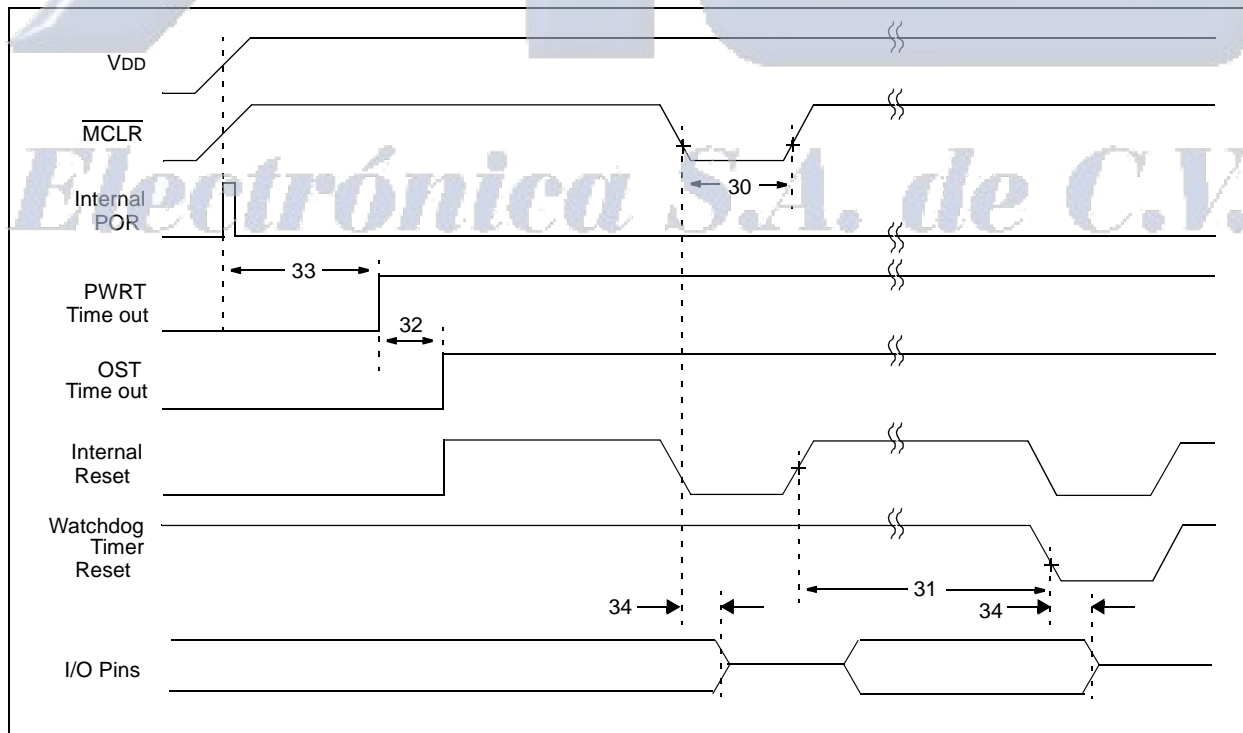 VDD
MCLR
Electrónica S.A. de C.V.
30
Internal
POR
33
PWRT
Time out
32
OST
Time out
Internal
Reset
Watchdog
Timer
Reset
31
34
34
I/O Pins